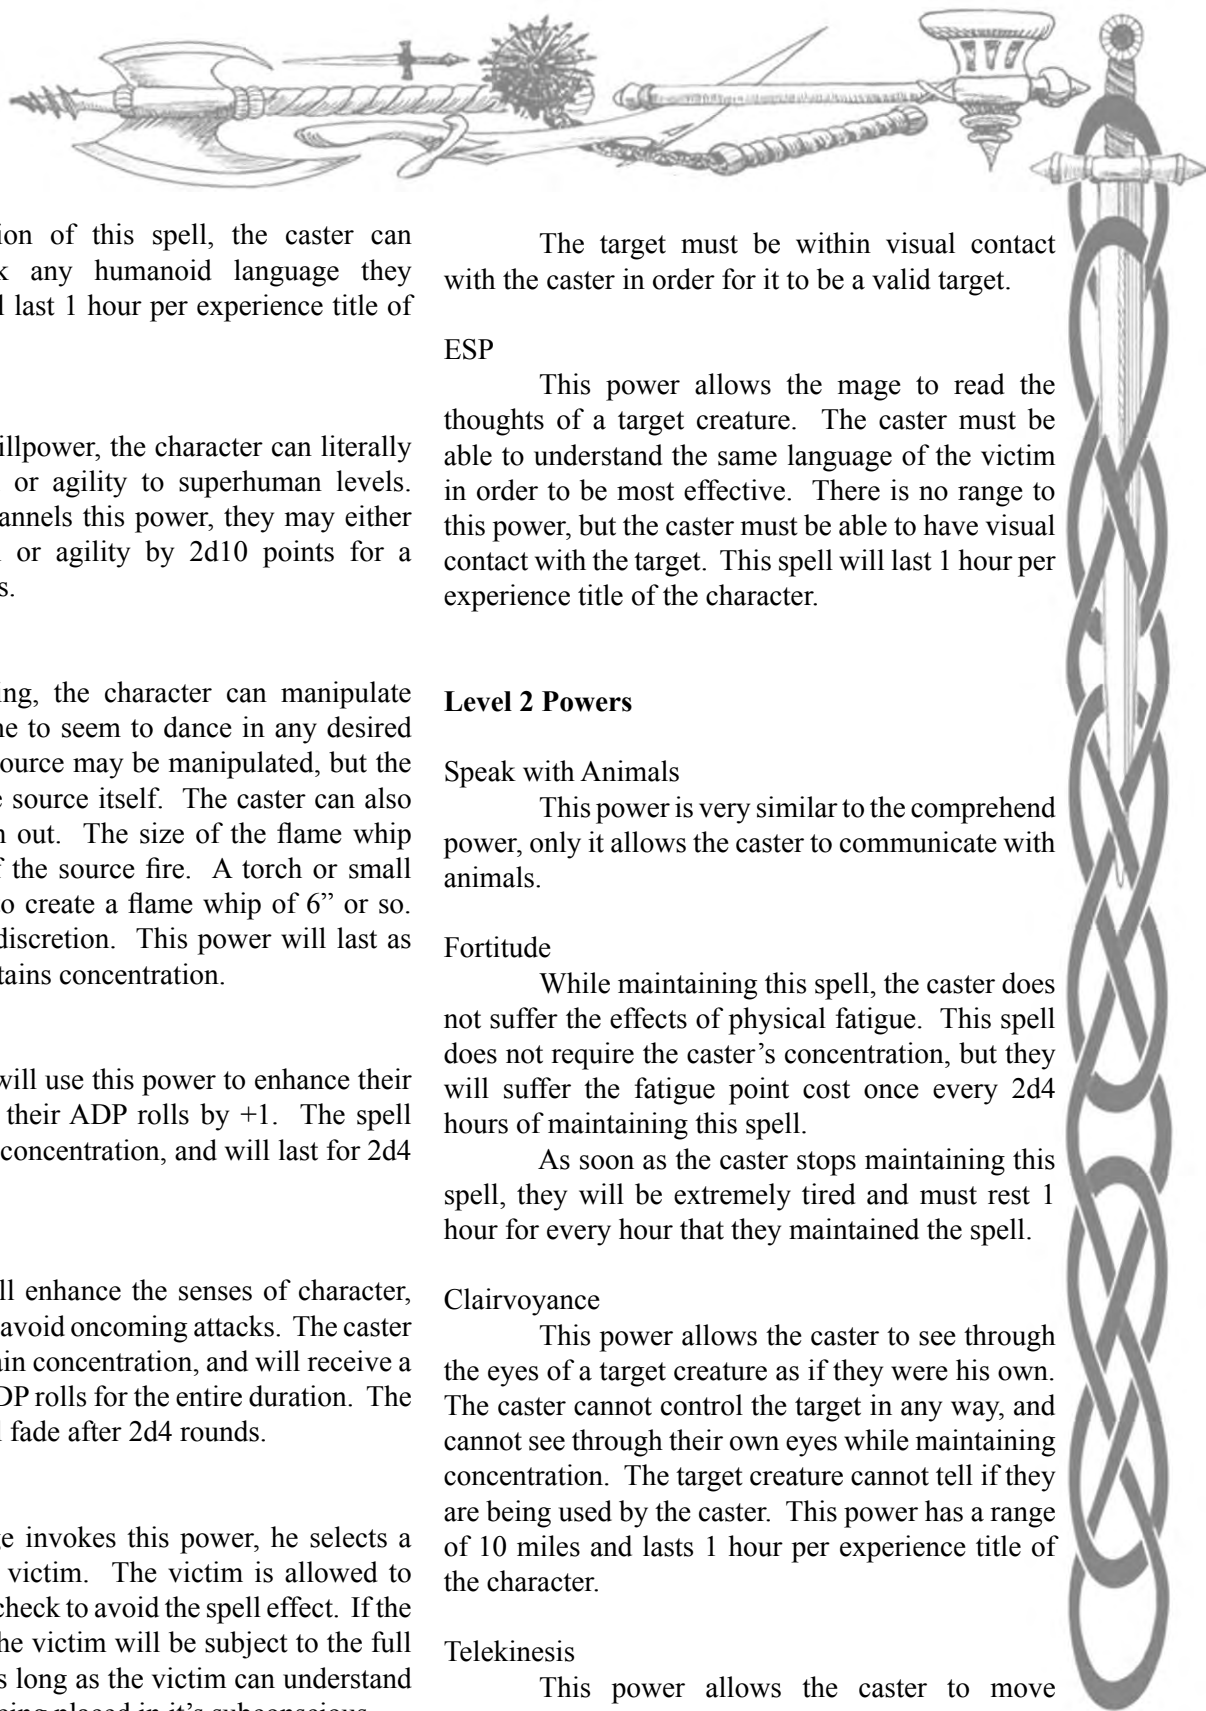 ion of this spell, the caster can
k any humanoid language they
l last 1 hour per experience title of
illpower, the character can literally
or agility to superhuman levels.
annels this power, they may either
or agility by 2d10 points for a
s.
ing, the character can manipulate
ne to seem to dance in any desired
ource may be manipulated, but the
e source itself. The caster can also
n out. The size of the flame whip
f the source fire. A torch or small
o create a flame whip of 6” or so.
discretion. This power will last as
tains concentration.
will use this power to enhance their
their ADP rolls by +1. The spell
concentration, and will last for 2d4
ll enhance the senses of character,
avoid oncoming attacks. The caster
ain concentration, and will receive a
DP rolls for the entire duration. The
l fade after 2d4 rounds.
ge invokes this power, he selects a
victim. The victim is allowed to
check to avoid the spell effect. If the
he victim will be subject to the full
s long as the victim can understand
eing placed in it’s subconscious
The target must be within visual contact
with the caster in order for it to be a valid target.
ESP
This power allows the mage to read the
thoughts of a target creature. The caster must be
able to understand the same language of the victim
in order to be most effective. There is no range to
this power, but the caster must be able to have visual
contact with the target. This spell will last 1 hour per
experience title of the character.
Level 2 Powers
Speak with Animals
This power is very similar to the comprehend
power, only it allows the caster to communicate with
animals.
Fortitude
While maintaining this spell, the caster does
not suffer the effects of physical fatigue. This spell
does not require the caster’s concentration, but they
will suffer the fatigue point cost once every 2d4
hours of maintaining this spell.
As soon as the caster stops maintaining this
spell, they will be extremely tired and must rest 1
hour for every hour that they maintained the spell.
Clairvoyance
This power allows the caster to see through
the eyes of a target creature as if they were his own.
The caster cannot control the target in any way, and
cannot see through their own eyes while maintaining
concentration. The target creature cannot tell if they
are being used by the caster. This power has a range
of 10 miles and lasts 1 hour per experience title of
the character.
Telekinesis
This power allows the caster to move